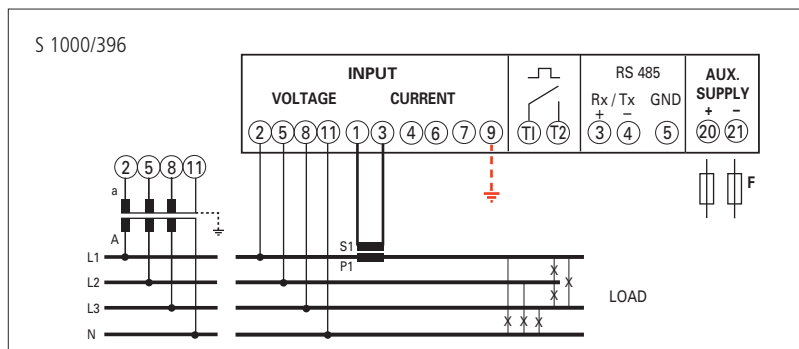 S 1000/396
INPUT
RS 485
AUX.
SUPPLY
VOLTAGE CURRENT
Rx / Tx GND
+ − + −
2 5 8 11 1 3 4 6 7 9 T1 T2 3 4 5 20 21
2 5 8 11
F
a
A
S1
P1
L1
L2
L3
N
LOAD